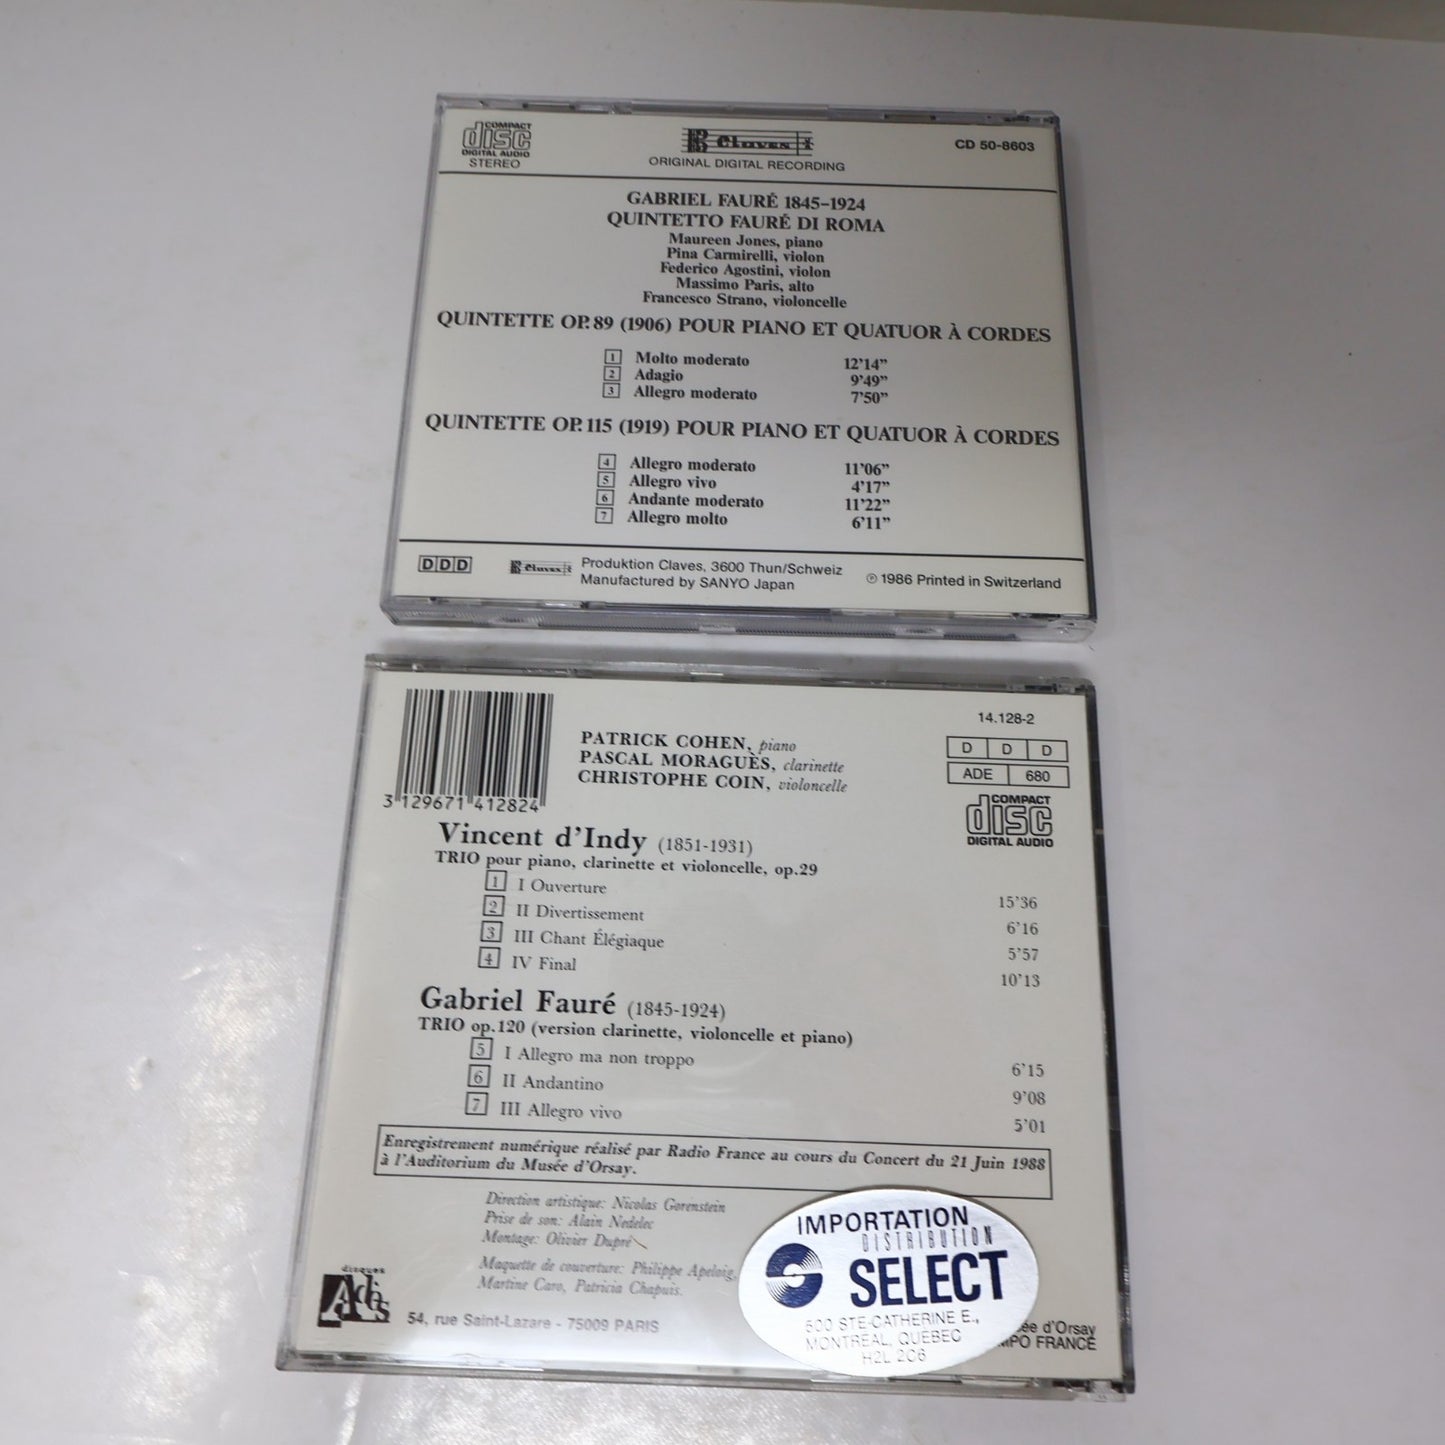 COMPACT
disc
DIGITAL AUDIO
STEREO
Claves
ORIGINAL DIGITAL RECORDING
CD 50-8603
GABRIEL FAURÉ 1845–1924
QUINTETTO FAURÉ DI ROMA
Maureen Jones, piano
Pina Carmirelli, violon
Federico Agostini, violon
Massimo Paris, alto
Francesco Strano, violoncelle
QUINTETTE OP. 89 (1906) POUR PIANO ET QUATUOR À CORDES
1 Molto moderato 12'14"
2 Adagio 9'49"
3 Allegro moderato 7'50"
QUINTETTE OP. 115 (1919) POUR PIANO ET QUATUOR À CORDES
4 Allegro moderato 11'06"
5 Allegro vivo 4'17"
6 Andante moderato 11'22"
7 Allegro molto 6'11"
DDD
Claves
Produktion Claves, 3600 Thun/Schweiz
Manufactured by SANYO Japan
℗ 1986 Printed in Switzerland
3 129671 412824
PATRICK COHEN, piano
PASCAL MORAGUÈS, clarinette
CHRISTOPHE COIN, violoncelle
14.128-2
D D D
ADE 680
COMPACT
disc
DIGITAL AUDIO
Vincent d'Indy (1851-1931)
TRIO pour piano, clarinette et violoncelle, op.29
1 I Ouverture 15'36
2 II Divertissement 6'16
3 III Chant Élégiaque 5'57
4 IV Final 10'13
Gabriel Fauré (1845-1924)
TRIO op.120 (version clarinette, violoncelle et piano)
5 I Allegro ma non troppo 6'15
6 II Andantino 9'08
7 III Allegro vivo 5'01
Enregistrement numérique réalisé par Radio France au cours du Concert du 21 Juin 1988
à l'Auditorium du Musée d'Orsay.
Direction artistique: Nicolas Gorenstein
Prise de son: Alain Nedelec
Montage: Olivier Dupré
Maquette de couverture: Philippe Apeloig,
Martine Caro, Patricia Chapuis.
disques
Adès
54, rue Saint-Lazare - 75009 PARIS
IMPORTATION
DISTRIBUTION
SELECT
500 STE-CATHERINE E.,
MONTREAL, QUEBEC
H2L 2C6
ée d'Orsay
MPO FRANCE